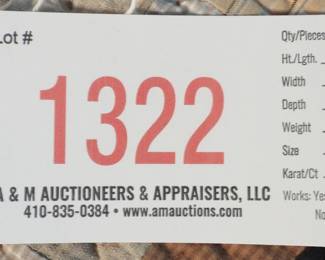 Lot #
1322
A & M AUCTIONEERS & APPRAISERS, LLC
410-835-0384 • www.amauctions.com
Qty/Pieces
Ht./Lgth.
Width
Depth
Weight
Size
Karat/Ct
Works: Yes
No